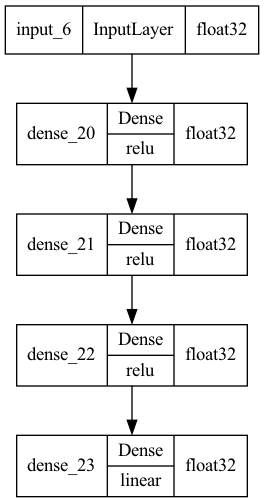 input_6 InputLayer float32
dense_20 Dense relu float32
dense_21 Dense relu float32
dense_22 Dense relu float32
dense_23 Dense linear float32